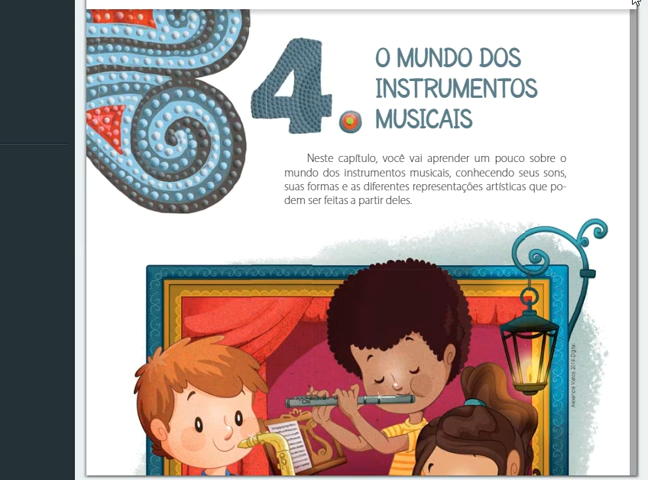 4.
O MUNDO DOS
INSTRUMENTOS
MUSICAIS
Neste capítulo, você vai aprender um pouco sobre o
mundo dos instrumentos musicais, conhecendo seus sons,
suas formas e as diferentes representações artísticas que po-
dem ser feitas a partir deles.